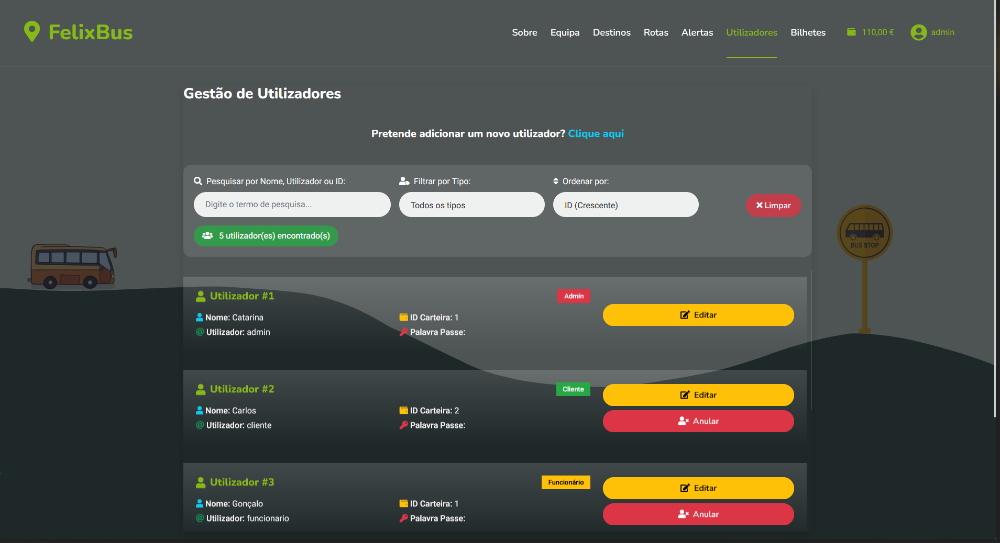 FelixBus
Sobre Equipa Destinos Rotas Alertas Utilizadores Bilhetes 110,00 € admin
Gestão de Utilizadores
Pretende adicionar um novo utilizador? Clique aqui
Pesquisar por Nome, Utilizador ou ID: Filtrar por Tipo: Ordenar por:
Digite o termo de pesquisa... Todos os tipos ID (Crescente) Limpar
5 utilizador(es) encontrado(s)
BUS STOP
Utilizador #1 Admin
Editar
Nome: Catarina ID Carteira: 1
@ Utilizador: admin Palavra Passe:
Utilizador #2 Cliente
Editar
Nome: Carlos ID Carteira: 2
Anular
@ Utilizador: cliente Palavra Passe:
Utilizador #3 Funcionário
Editar
Nome: Gonçalo ID Carteira: 1
Anular
@ Utilizador: funcionario Palavra Passe: